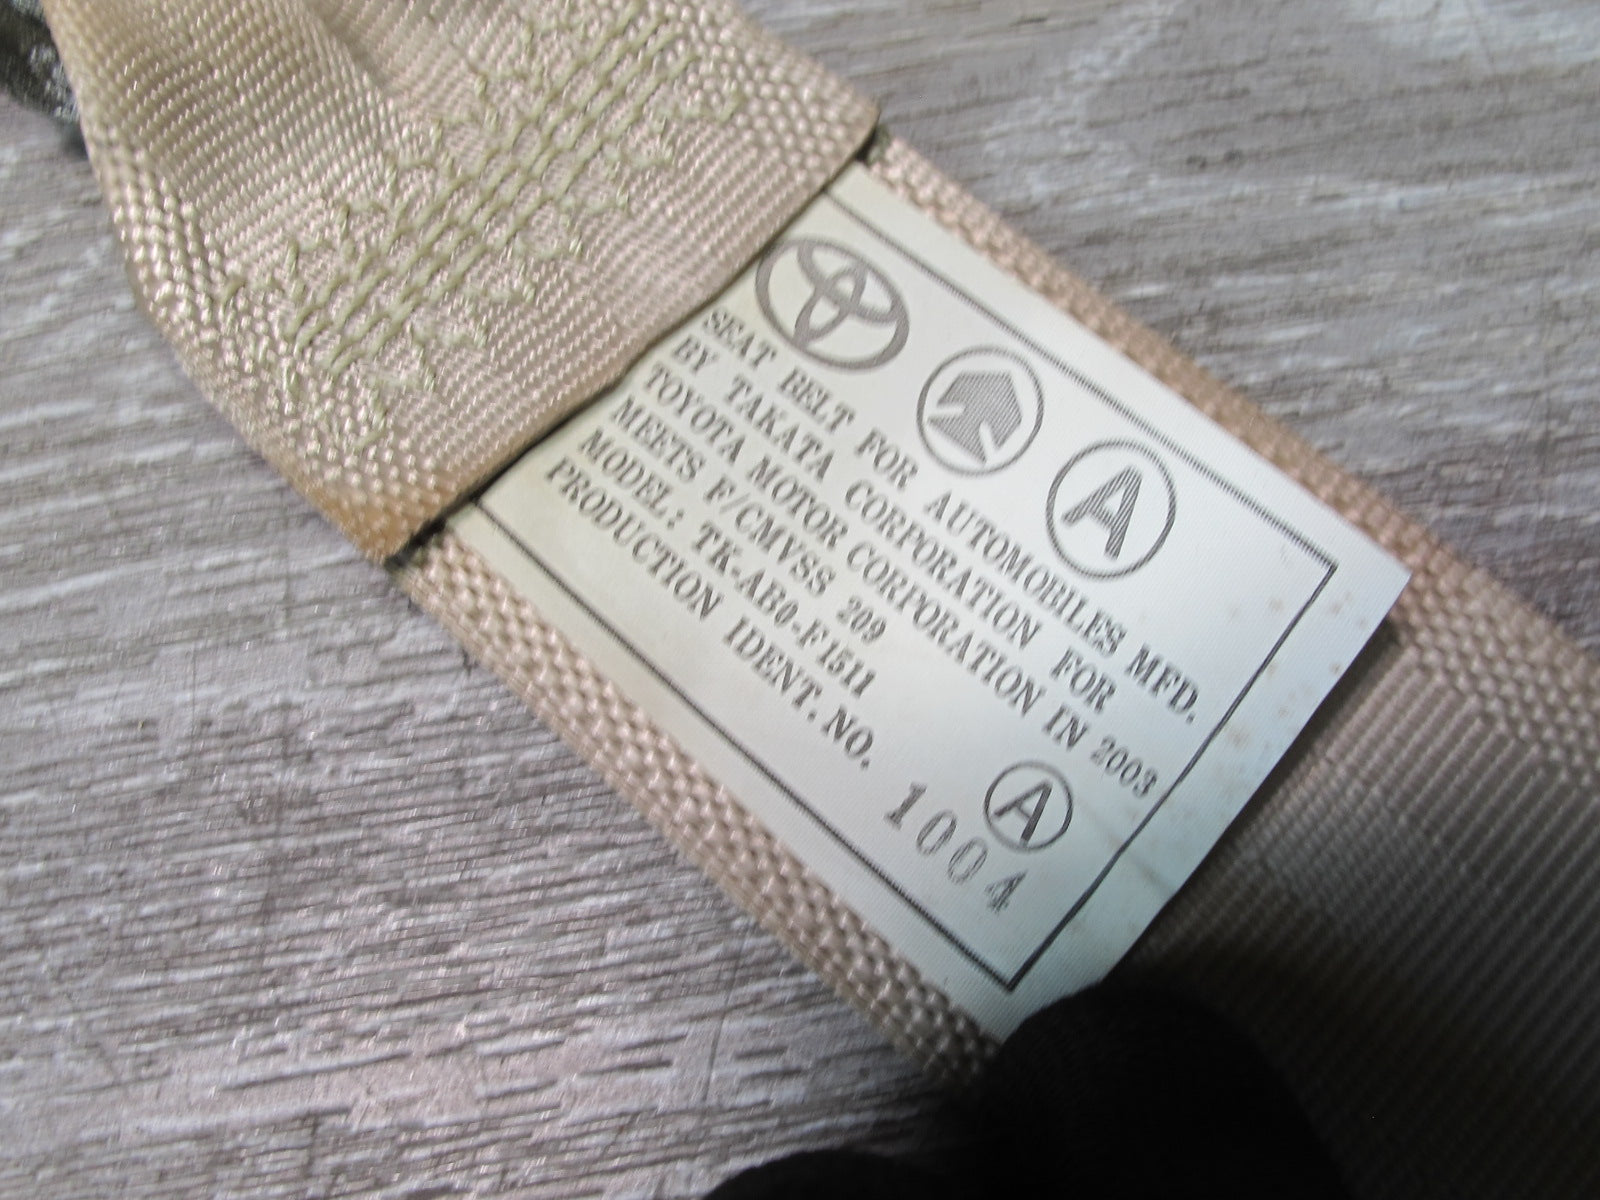 A
SEAT BELT FOR AUTOMOBILES MFD.
BY TAKATA CORPORATION FOR
TOYOTA MOTOR CORPORATION IN 2003
MEETS F/CMVSS 209
MODEL: TK-AB0-F1511
PRODUCTION IDENT. NO.
A
1004